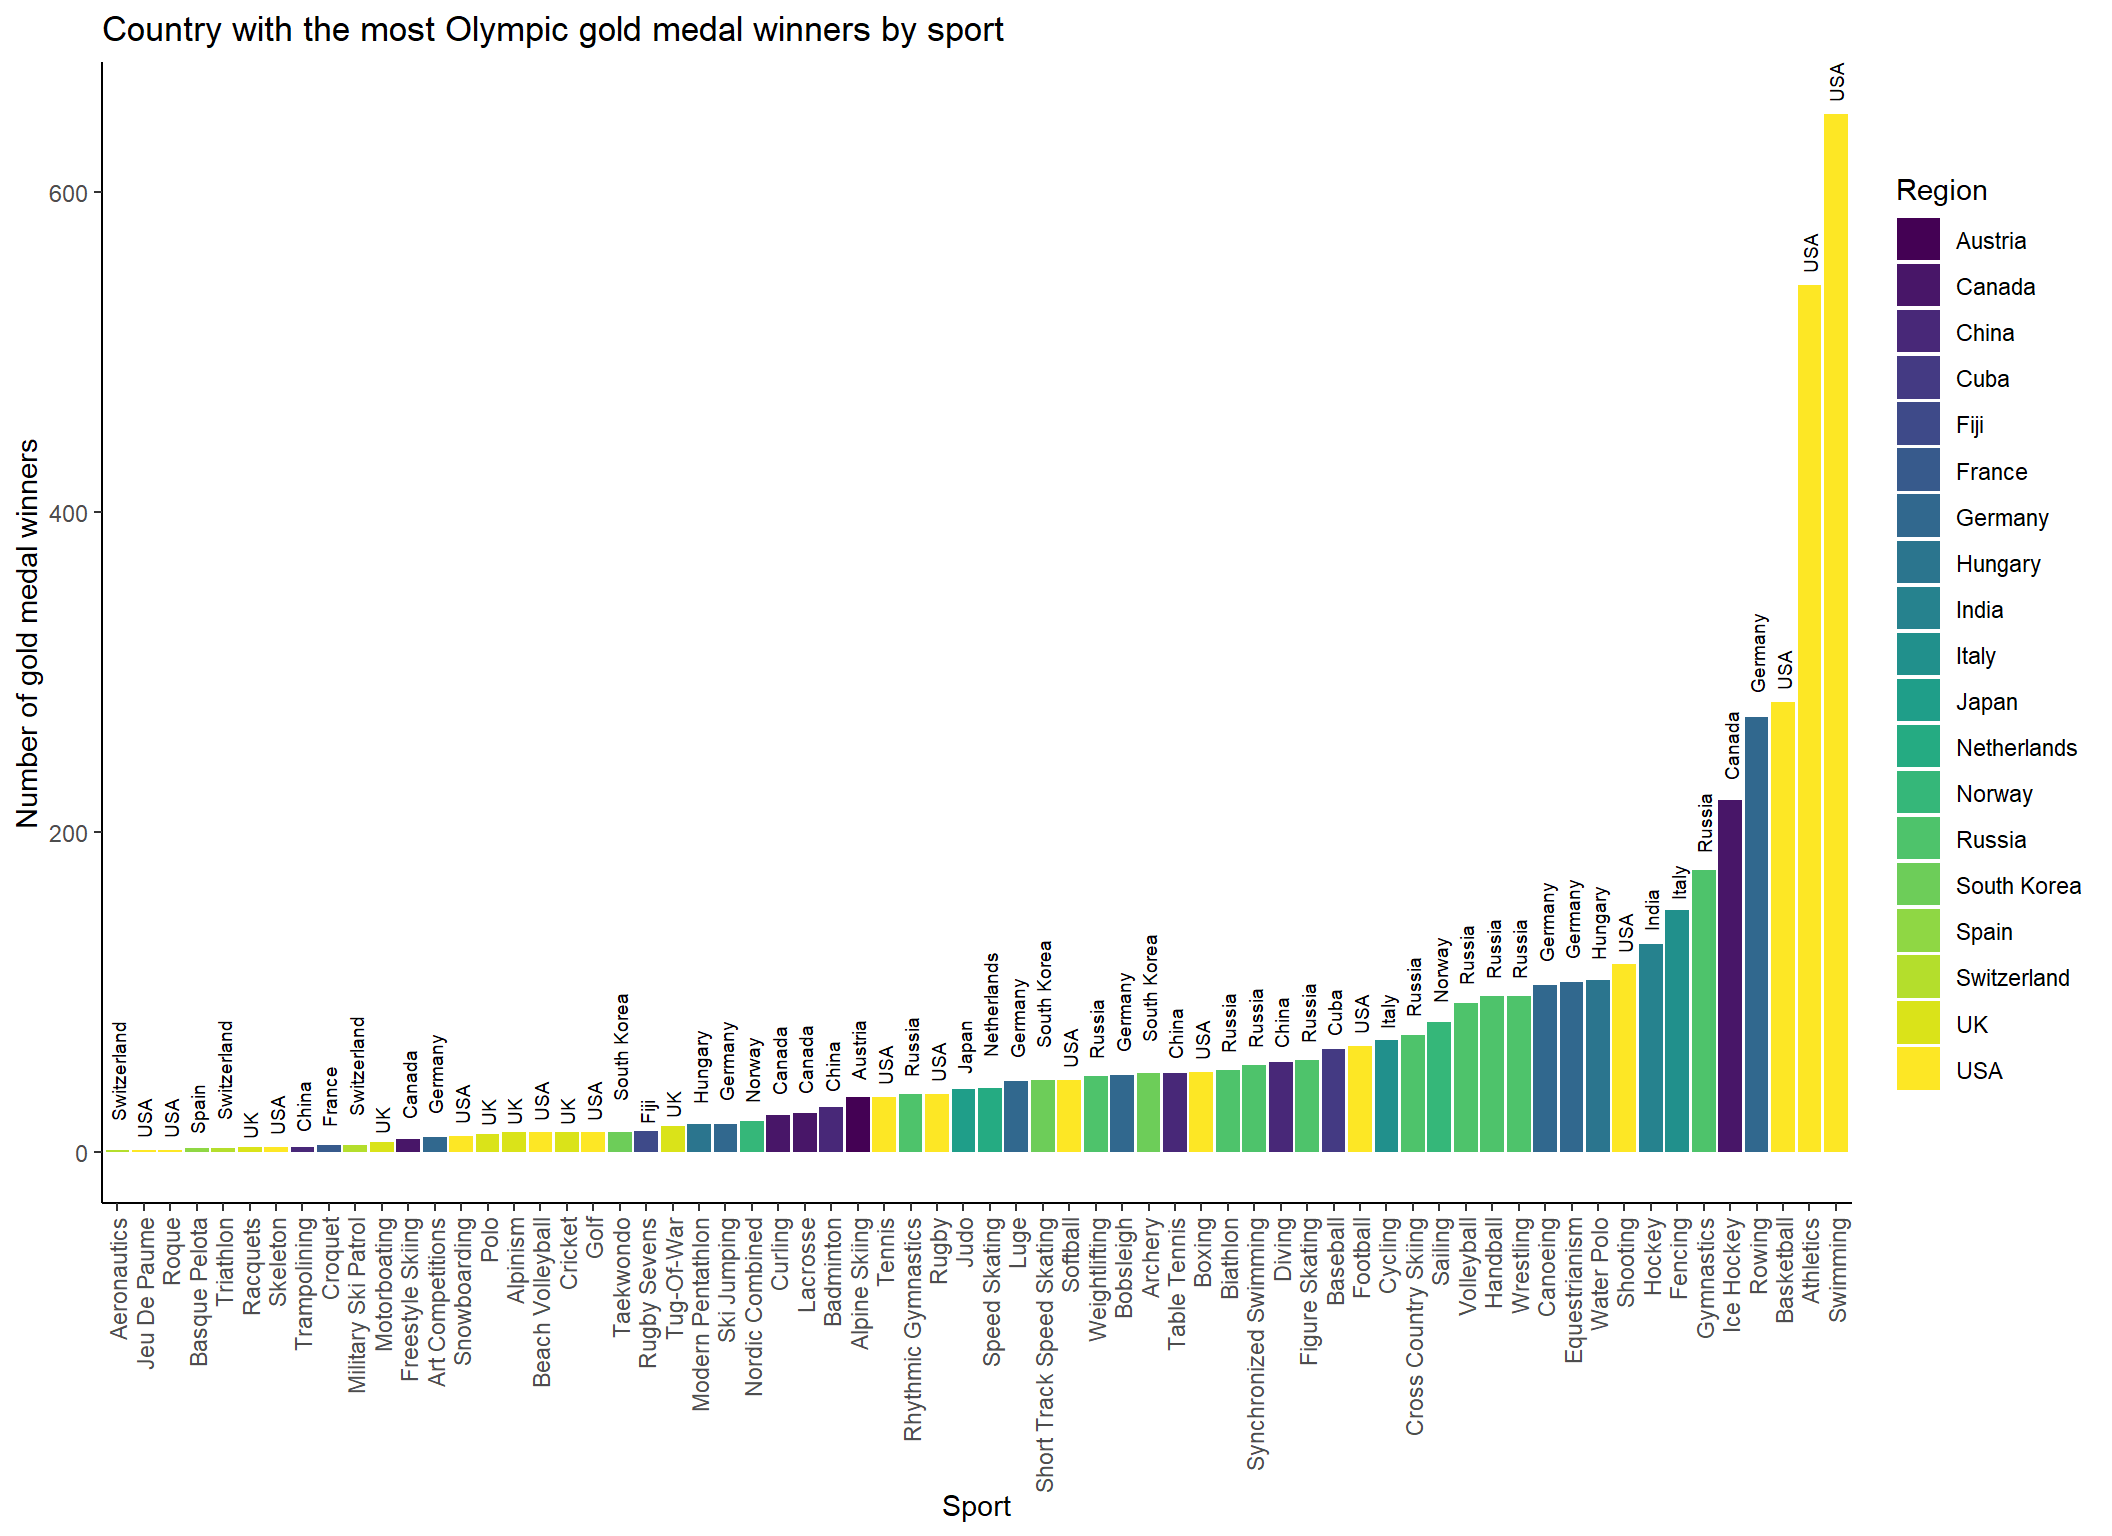 Country with the most Olympic gold medal winners by sport
Number of gold medal winners
600
400
200
0
Switzerland
USA
USA
Spain
Switzerland
UK
USA
China
France
Switzerland
UK
Canada
Germany
USA
UK
UK
USA
UK
USA
South Korea
Fiji
UK
Hungary
Germany
Norway
Canada
Canada
China
Austria
USA
Russia
USA
Japan
Netherlands
Germany
South Korea
USA
Russia
Germany
South Korea
China
USA
Russia
Russia
China
Russia
Cuba
USA
Italy
Russia
Norway
Russia
Russia
Russia
Germany
Germany
Hungary
USA
India
Italy
Russia
Canada
Germany
USA
USA
USA
Aeronautics
Jeu De Paume
Roque
Basque Pelota
Triathlon
Racquets
Skeleton
Trampolining
Croquet
Military Ski Patrol
Motorboating
Freestyle Skiing
Art Competitions
Snowboarding
Polo
Alpinism
Beach Volleyball
Cricket
Golf
Taekwondo
Rugby Sevens
Tug-Of-War
Modern Pentathlon
Ski Jumping
Nordic Combined
Curling
Lacrosse
Badminton
Alpine Skiing
Tennis
Rhythmic Gymnastics
Rugby
Judo
Speed Skating
Luge
Short Track Speed Skating
Softball
Weightlifting
Bobsleigh
Archery
Table Tennis
Boxing
Biathlon
Synchronized Swimming
Diving
Figure Skating
Baseball
Football
Cycling
Cross Country Skiing
Sailing
Volleyball
Handball
Wrestling
Canoeing
Equestrianism
Water Polo
Shooting
Hockey
Fencing
Gymnastics
Ice Hockey
Rowing
Basketball
Athletics
Swimming
Sport
Region
Austria
Canada
China
Cuba
Fiji
France
Germany
Hungary
India
Italy
Japan
Netherlands
Norway
Russia
South Korea
Spain
Switzerland
UK
USA